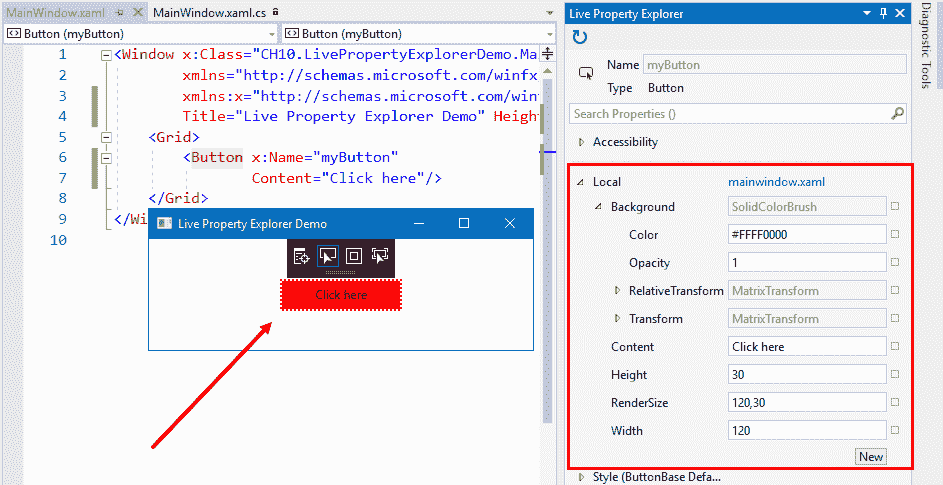 MainWindow.xaml
MainWindow.xaml.cs
Button (myButton)
Button (myButton)
1 <Window x:Class="CH10.LivePropertyExplorerDemo.Ma
2 xmlns="http://schemas.microsoft.com/winfx
3 xmlns:x="http://schemas.microsoft.com/winf
4 Title="Live Property Explorer Demo" Height
5 <Grid>
6 <Button x:Name="myButton"
7 Content="Click here"/>
8 </Grid>
9 </Wi
10
Live Property Explorer Demo
Click here
Live Property Explorer
Name myButton
Type Button
Search Properties ()
Accessibility
Local mainwindow.xaml
Background SolidColorBrush
Color #FFFF0000
Opacity 1
RelativeTransform MatrixTransform
Transform MatrixTransform
Content Click here
Height 30
RenderSize 120,30
Width 120
New
Style (ButtonBase Defa...
Diagnostic Tools